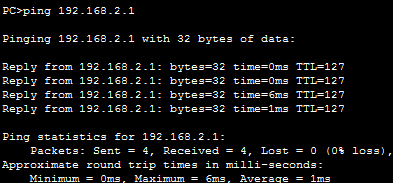 PC>ping 192.168.2.1
Pinging 192.168.2.1 with 32 bytes of data:
Reply from 192.168.2.1: bytes=32 time=0ms TTL=127
Reply from 192.168.2.1: bytes=32 time=0ms TTL=127
Reply from 192.168.2.1: bytes=32 time=6ms TTL=127
Reply from 192.168.2.1: bytes=32 time=1ms TTL=127
Ping statistics for 192.168.2.1:
Packets: Sent = 4, Received = 4, Lost = 0 (0% loss),
Approximate round trip times in milli-seconds:
Minimum = 0ms, Maximum = 6ms, Average = 1ms